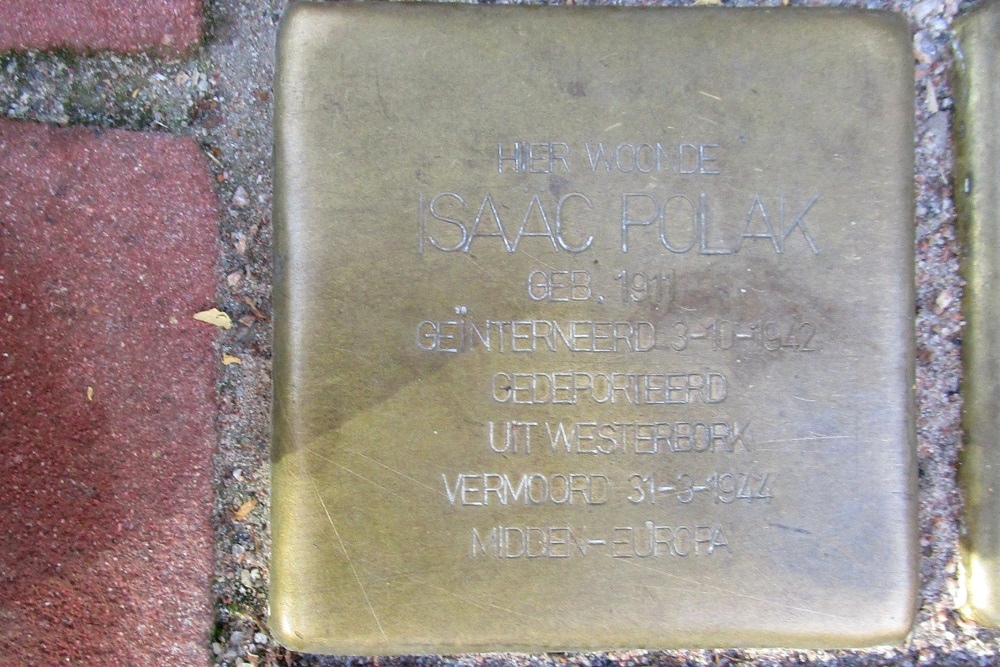 HIER WOONDE
ISAAC POLAK
GEB. 1911
GEÏNTERNEERD 3-10-1942
GEDEPORTEERD
UIT WESTERBORK
VERMOORD 31-3-1944
MIDDEN-EUROPA